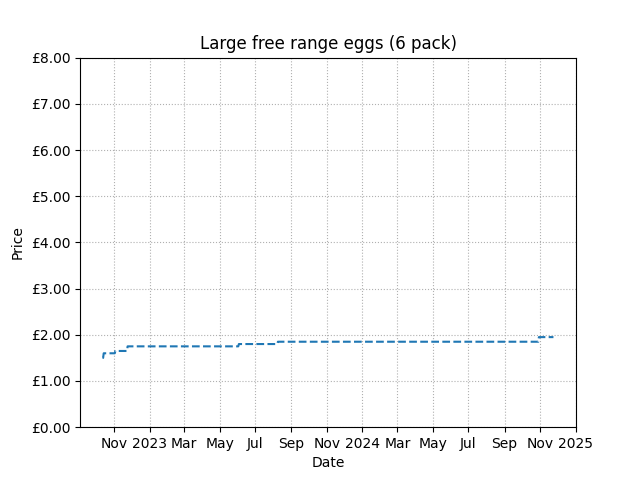 Large free range eggs (6 pack)
£8.00
£7.00
£6.00
£5.00
£4.00
£3.00
£2.00
£1.00
£0.00
Price
Nov 2023 Mar May Jul Sep Nov 2024 Mar May Jul Sep Nov 2025
Date